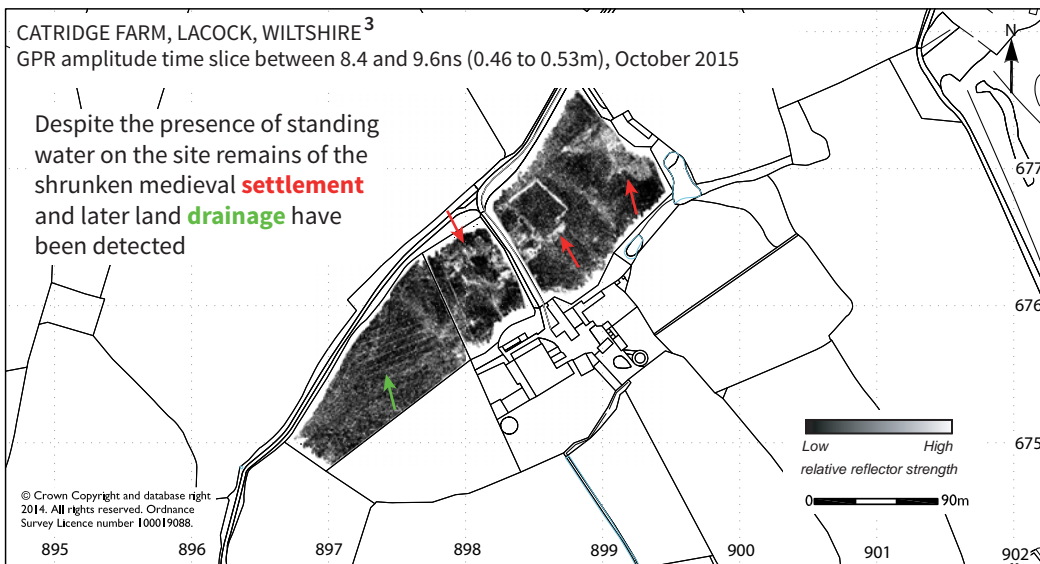 CATRIDGE FARM, LACOCK, WILTSHIRE3
GPR amplitude time slice between 8.4 and 9.6ns (0.46 to 0.53m), October 2015
N
Despite the presence of standing
water on the site remains of the
shrunken medieval settlement
and later land drainage have
been detected
677
676
675
Low High
relative reflector strength
0 90m
© Crown Copyright and database right
2014. All rights reserved. Ordnance
Survey Licence number 100019088.
895 896 897 898 899 900 901 902